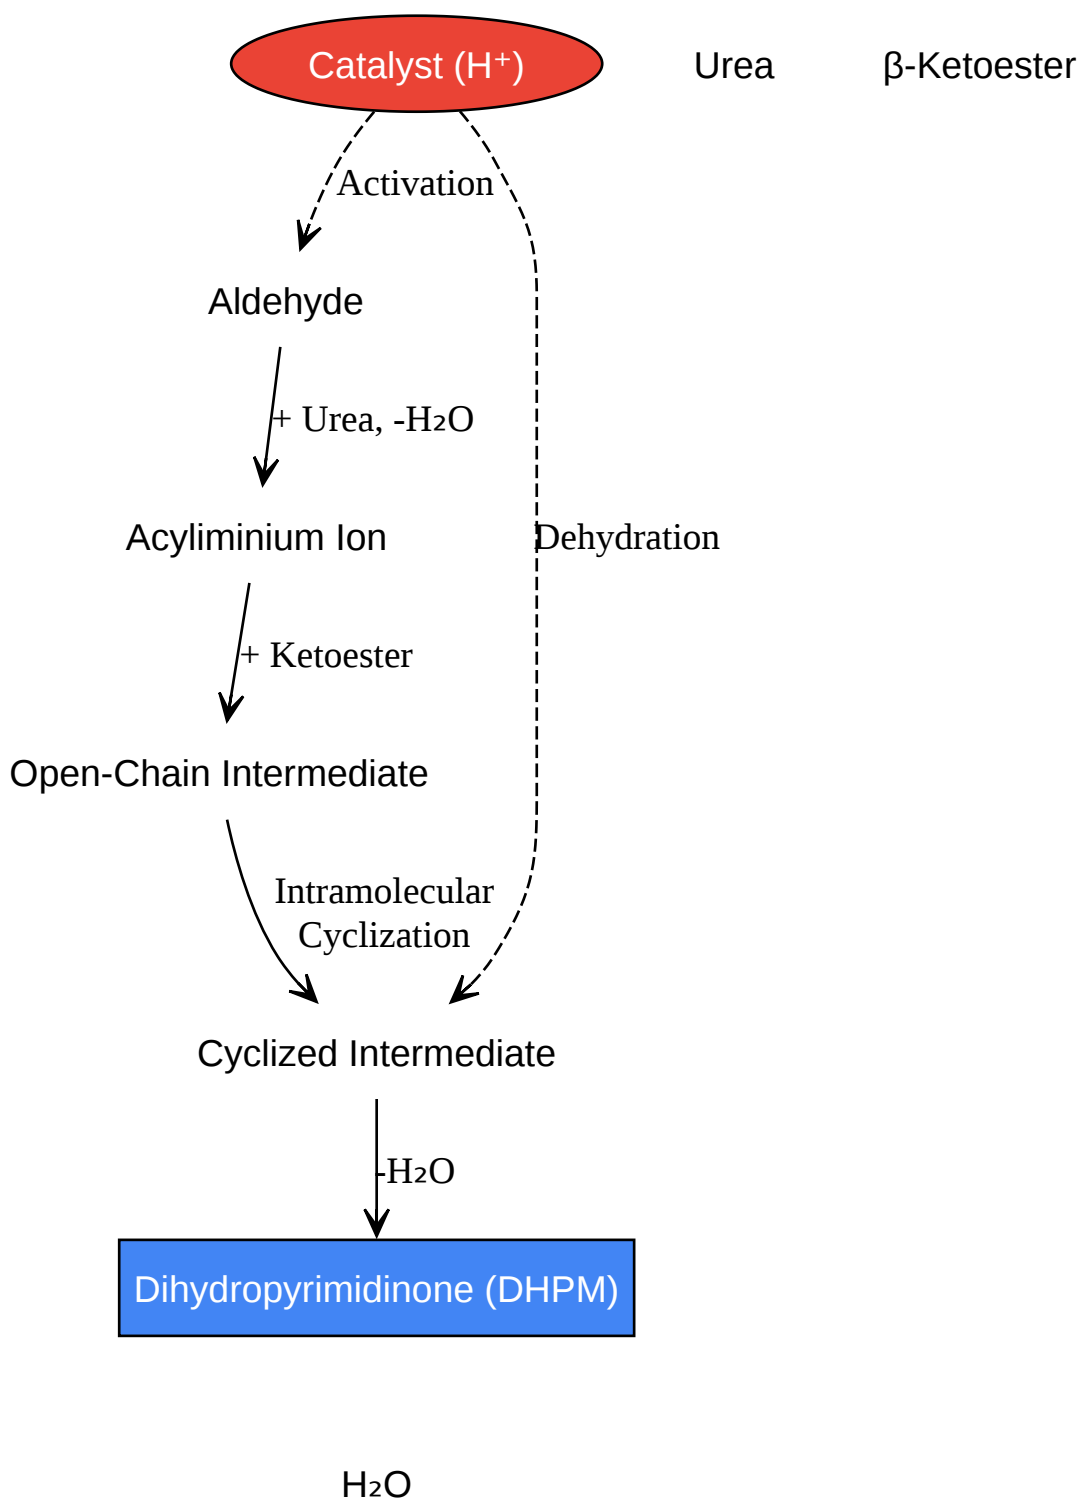 Catalyst (H⁺)
Urea
β-Ketoester
Activation
Aldehyde
+ Urea, -H₂O
Acyliminium Ion
Dehydration
+ Ketoester
Open-Chain Intermediate
Intramolecular
Cyclization
Cyclized Intermediate
-H₂O
Dihydropyrimidinone (DHPM)
H₂O